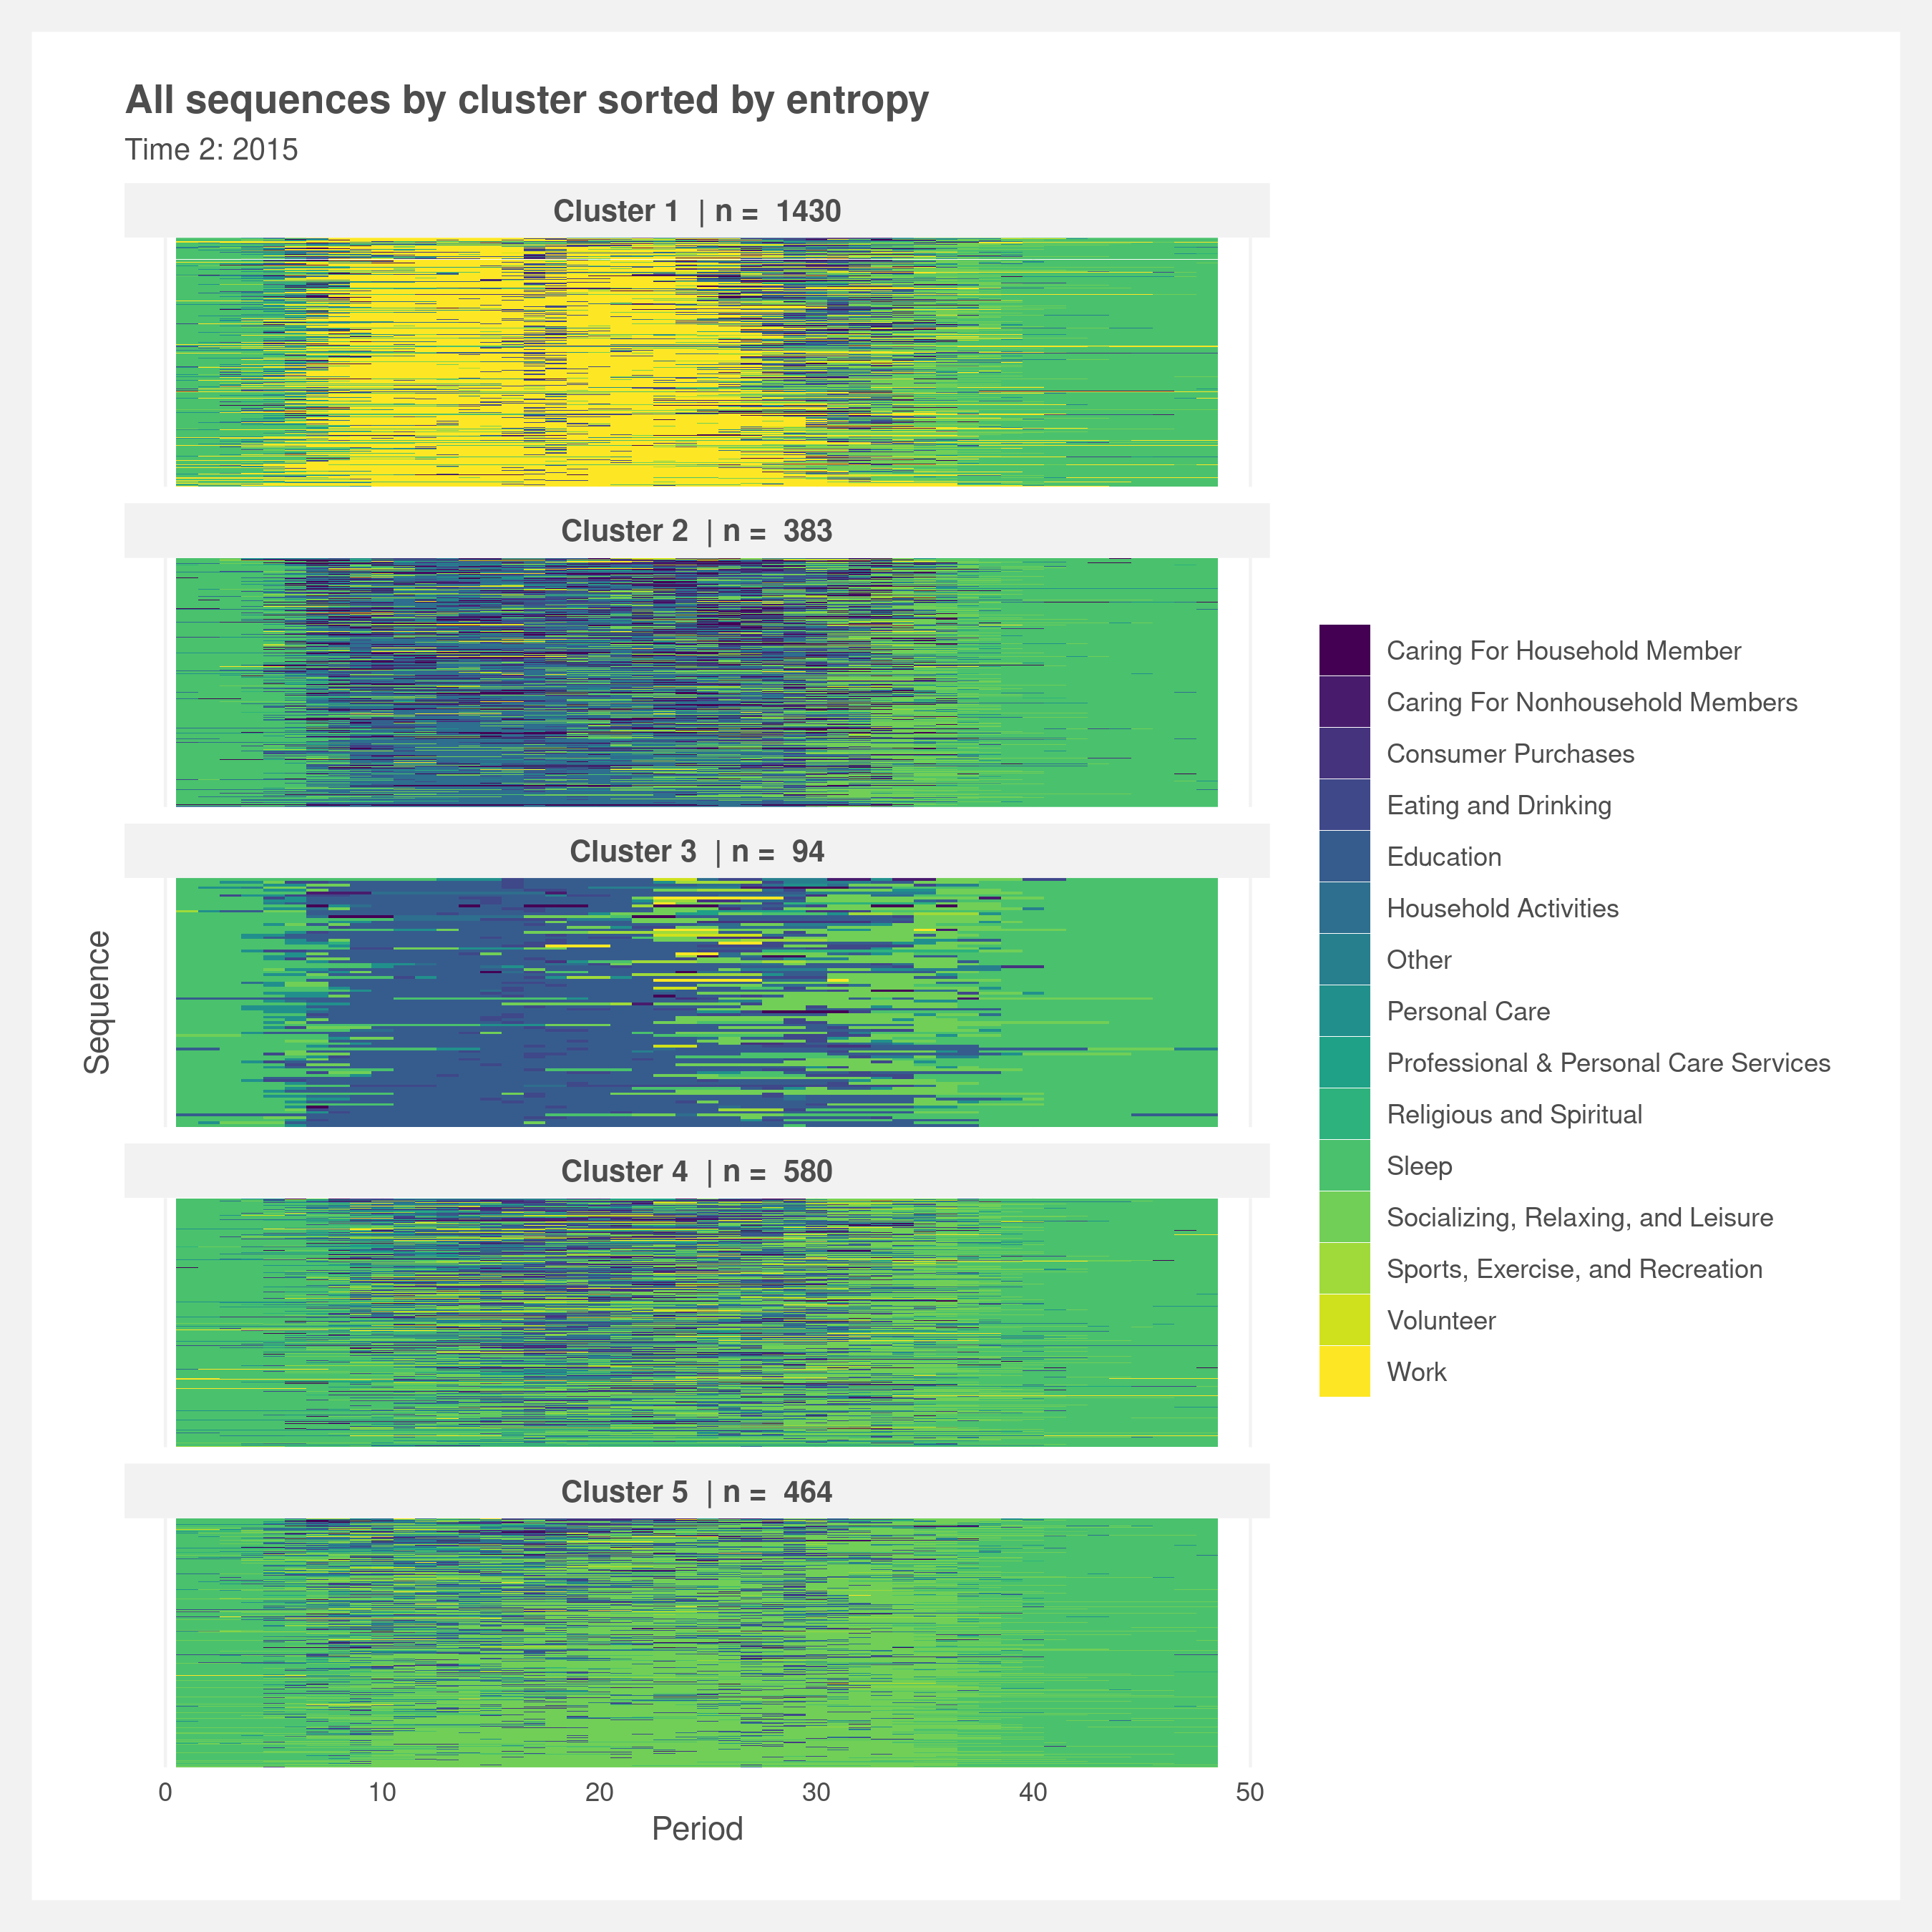 All sequences by cluster sorted by entropy
Time 2: 2015
Cluster 1 | n = 1430
Cluster 2 | n = 383
Cluster 3 | n = 94
Cluster 4 | n = 580
Cluster 5 | n = 464
Sequence
0 10 20 30 40 50
Period
Caring For Household Member
Caring For Nonhousehold Members
Consumer Purchases
Eating and Drinking
Education
Household Activities
Other
Personal Care
Professional & Personal Care Services
Religious and Spiritual
Sleep
Socializing, Relaxing, and Leisure
Sports, Exercise, and Recreation
Volunteer
Work